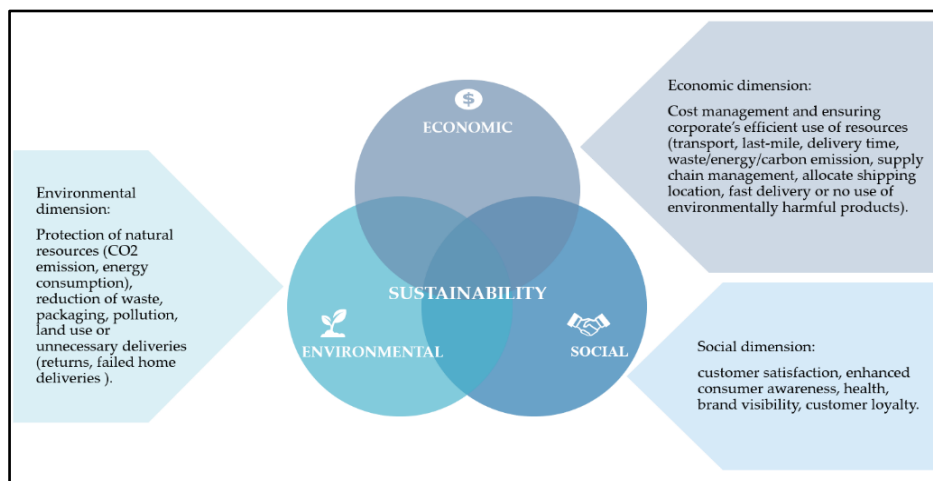 Environmental
dimension:
Protection of natural
resources (CO2
emission, energy
consumption),
reduction of waste,
packaging, pollution,
land use or
unnecessary deliveries
(returns, failed home
deliveries ).
$
ECONOMIC
SUSTAINABILITY
ENVIRONMENTAL
SOCIAL
Economic dimension:
Cost management and ensuring
corporate's efficient use of resources
(transport, last-mile, delivery time,
waste/energy/carbon emission, supply
chain management, allocate shipping
location, fast delivery or no use of
environmentally harmful products).
Social dimension:
customer satisfaction, enhanced
consumer awareness, health,
brand visibility, customer loyalty.